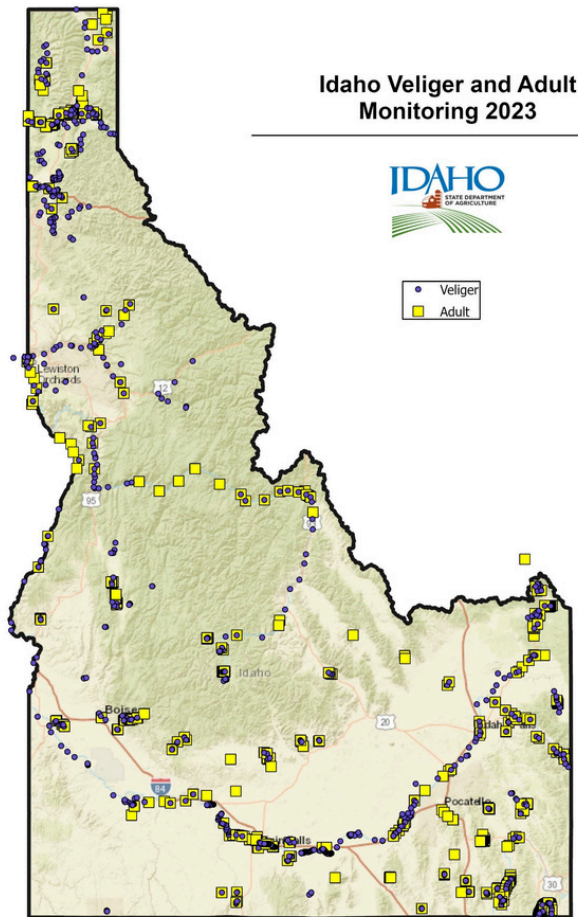 Idaho Veliger and Adult
Monitoring 2023
IDAHO
STATE DEPARTMENT
OF AGRICULTURE
Veliger
Adult
Lewiston
Orchards
12
95
Idaho
Boise
20
84
Pocatello
30